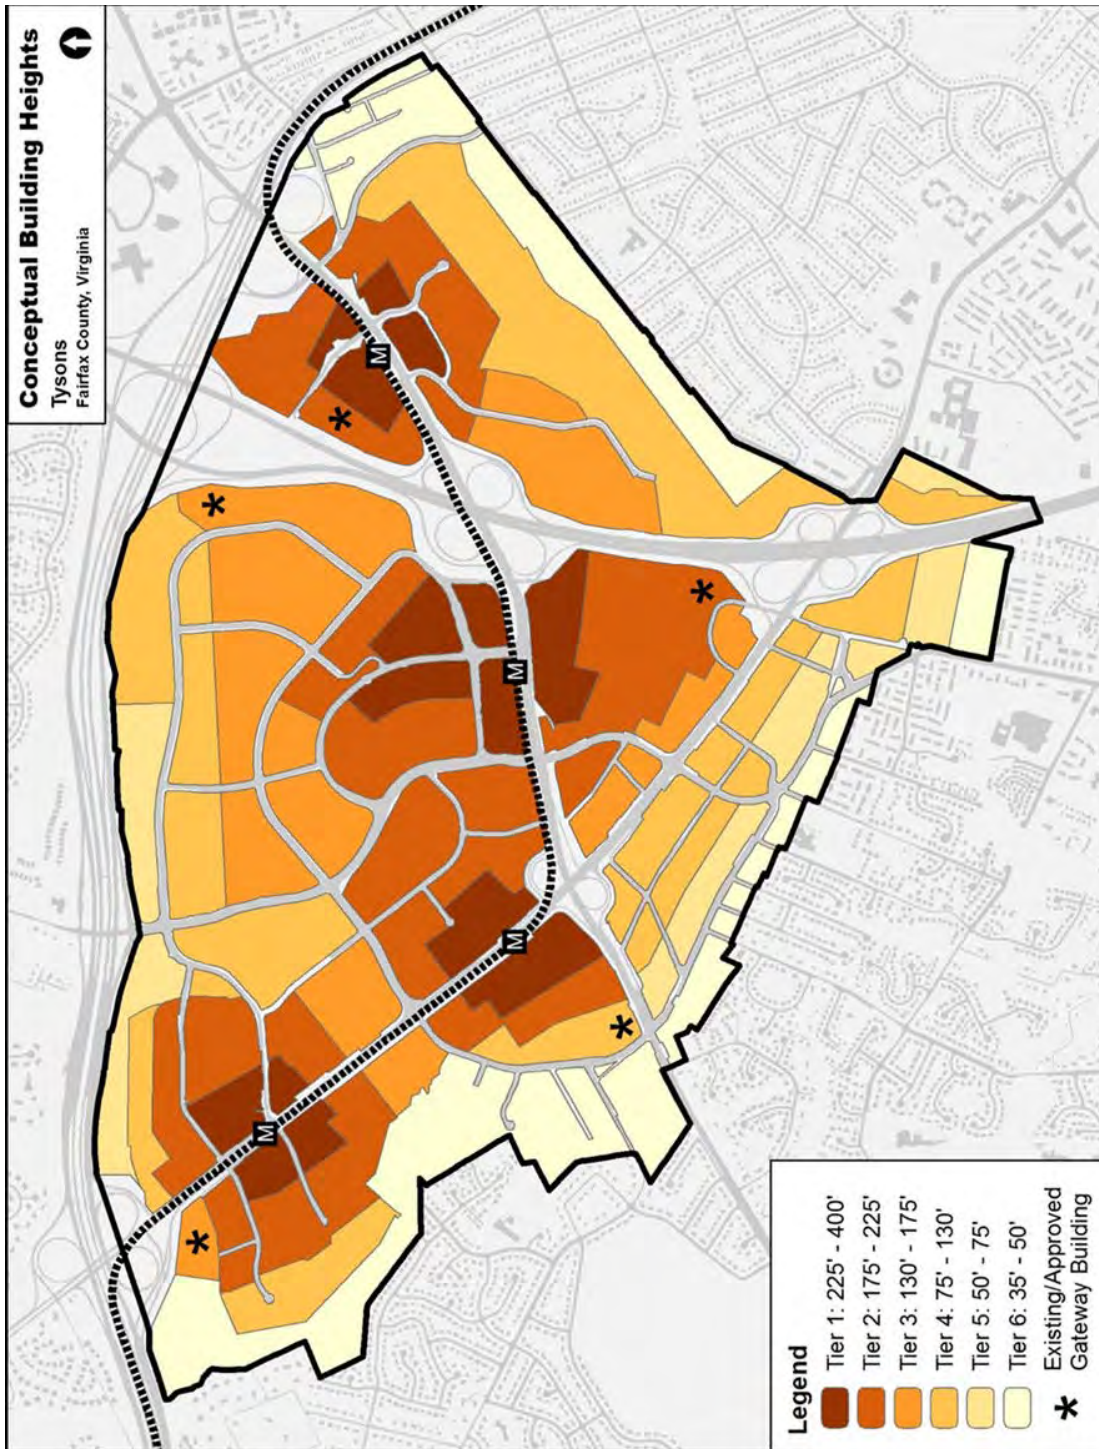 Conceptual Building Heights
Tysons
Fairfax County, Virginia
M
M
M
M
Legend
Tier 1: 225' - 400'
Tier 2: 175' - 225'
Tier 3: 130' - 175'
Tier 4: 75' - 130'
Tier 5: 50' - 75'
Tier 6: 35' - 50'
Existing/Approved
Gateway Building